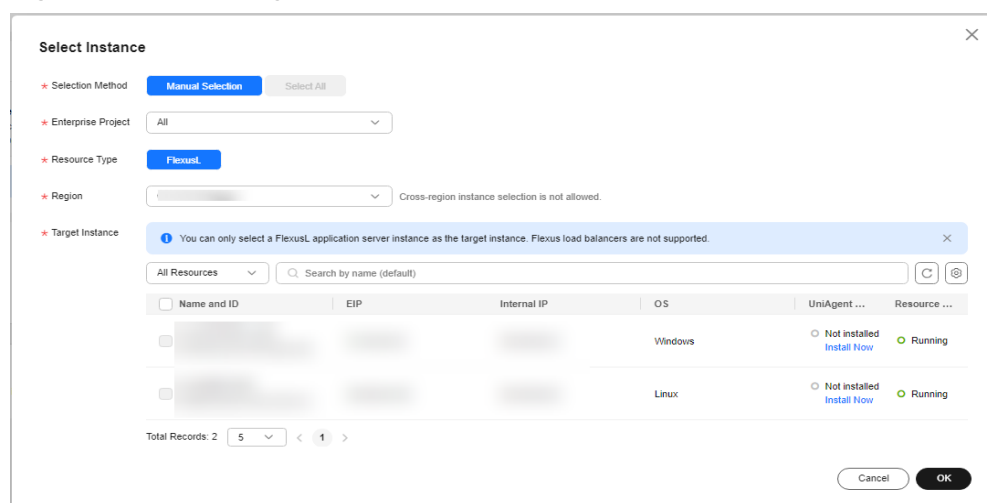 Select Instance
* Selection Method Manual Selection Select All
* Enterprise Project All
* Resource Type FlexusL
* Region Cross-region instance selection is not allowed.
* Target Instance You can only select a FlexusL application server instance as the target instance. Flexus load balancers are not supported.
All Resources Search by name (default)
Name and ID EIP Internal IP OS UniAgent ... Resource ...
Windows Not installed Running
Install Now
Linux Not installed Running
Install Now
Total Records: 2 5 < 1 >
Cancel OK